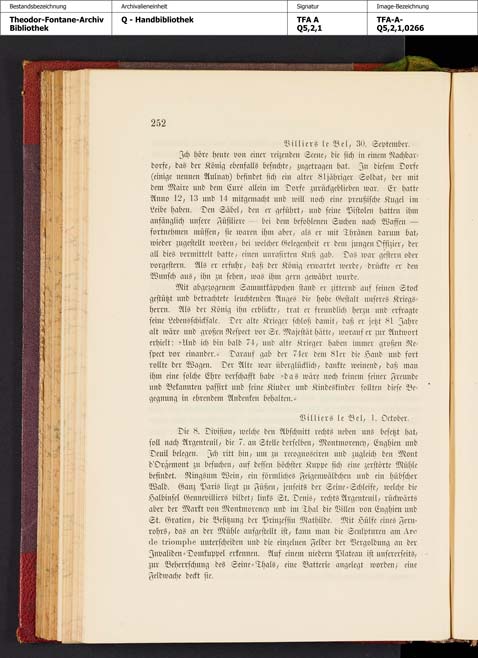 Bestandsbezeichnung
Theodor-Fontane-Archiv
Bibliothek
Archivalieneinheit
Q - Handbibliothek
Signatur
TFA A
Q5,2,1
Image-Bezeichnung
TFA-A-
Q5,2,1,0266
252
Villiers le Bel, 30. September.
Ich höre heute von einer reizenden Scene, die sich in einem Nachbar-
dorfe, das der König ebenfalls besuchte, zugetragen hat. In diesem Dorfe
(einige nennen Aulnay) befindet sich ein alter 81jähriger Soldat, der mit
dem Maire und dem Curé allein im Dorfe zurückgeblieben war. Er hatte
Anno 12, 13 und 14 mitgemacht und will noch eine preußische Kugel im
Leibe haben. Den Säbel, den er geführt, und seine Pistolen hatten ihm
anfänglich unsere Füsiliere — bei dem befohlenen Suchen nach Waffen —
fortnehmen müssen, sie waren ihm aber, als er mit Thränen darum bat,
wieder zugestellt worden, bei welcher Gelegenheit er dem jungen Offizier, der
all dies vermittelt hatte, einen unrasirten Kuß gab. Das war gestern oder
vorgestern. Als er erfuhr, daß der König erwartet werde, drückte er den
Wunsch aus, ihn zu sehen, was ihm gern gewährt wurde.
Mit abgezogenem Sammtkäppchen stand er zitternd auf seinen Stock
gestützt und betrachtete leuchtenden Auges die hohe Gestalt unseres Kriegs-
herrn. Als der König ihn erblickte, trat er freundlich herzu und erfragte
seine Lebensschicksale. Der alte Krieger schloß damit, daß er jetzt 81 Jahre
alt wäre und großen Respect vor Sr. Majestät hätte, worauf er zur Antwort
erhielt: »Und ich bin bald 74, und alte Krieger haben immer großen Re-
spect vor einander.« Darauf gab der 74er dem 81er die Hand und fort
rollte der Wagen. Der Alte war überglücklich, dankte weinend, daß man
ihm eine solche Ehre verschafft habe »das wäre noch keinem seiner Freunde
und Bekannten passirt und seine Kinder und Kindeskinder sollten diese Be-
gegnung in ehrendem Andenken behalten.«
Villiers le Bel, 1. October.
Die 8. Division, welche den Abschnitt rechts neben uns besetzt hat,
soll nach Argenteuil, die 7. an Stelle derselben, Montmorency, Enghien und
Deuil belegen. Ich ritt hin, um zu recognosciren und zugleich den Mont
d'Orgemont zu besuchen, auf dessen höchster Kuppe sich eine zerstörte Mühle
befindet. Ringsum Wein, ein förmliches Feigenwäldchen und ein hübscher
Wald. Ganz Paris liegt zu Füßen, jenseits der Seine-Schleife, welche die
Halbinsel Gennevilliers bildet; links St. Denis, rechts Argenteuil, rückwärts
aber der Markt von Montmorency und im Thal die Villen von Enghien und
St. Gratien, die Besitzung der Prinzessin Mathilde. Mit Hülfe eines Fern-
rohrs, das an der Mühle aufgestellt ist, kann man die Sculpturen am Arc
de triomphe unterscheiden und die einzelnen Felder der Vergoldung an der
Invaliden-Domkuppel erkennen. Auf einem niedern Plateau ist unsererseits,
zur Beherrschung des Seine-Thals, eine Batterie angelegt worden; eine
Feldwache deckt sie.